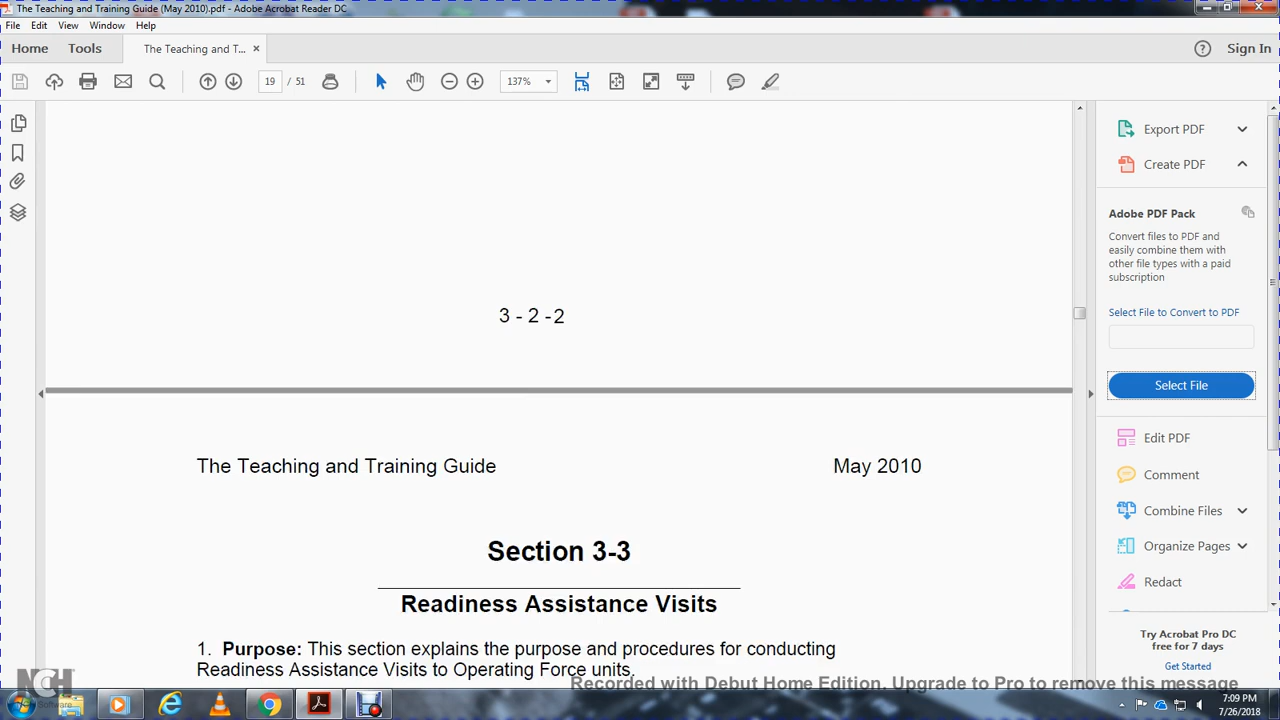 The Teaching and Training Guide (May 2010).pdf - Adobe Acrobat Reader DC
File Edit View Window Help
Home Tools The Teaching and T... × Sign In
19 / 51 137%
Export PDF
Create PDF
Adobe PDF Pack
Convert files to PDF and
easily combine them with
other file types with a paid
subscription
Select File to Convert to PDF
Select File
Edit PDF
Comment
Combine Files
Organize Pages
Redact
Try Acrobat Pro DC
free for 7 days
Get Started
3 - 2 -2
The Teaching and Training Guide May 2010
Section 3-3
Readiness Assistance Visits
1. Purpose: This section explains the purpose and procedures for conducting
Readiness Assistance Visits to Operating Force units.
NCH Software
Recorded with Debut Home Edition. Upgrade to Pro to remove this message
7:09 PM
7/26/2018